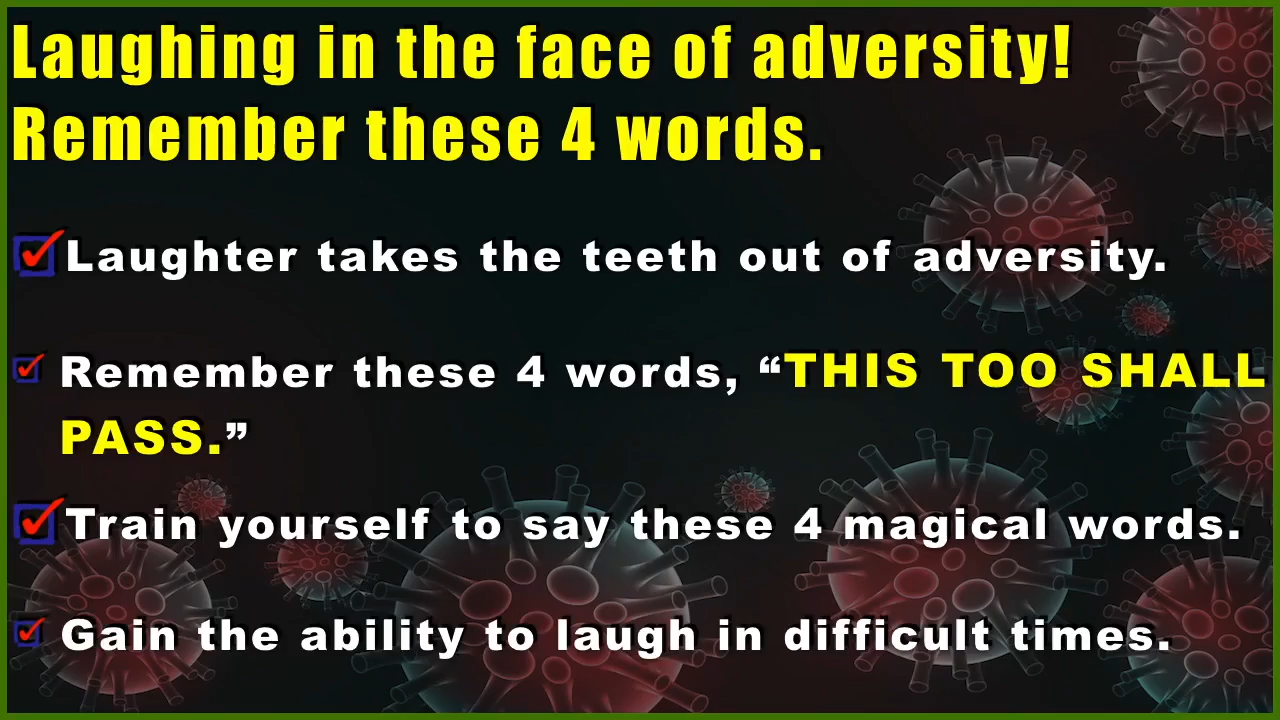 Laughing in the face of adversity!
Remember these 4 words.
Laughter takes the teeth out of adversity.
Remember these 4 words, “THIS TOO SHALL
PASS.”
Train yourself to say these 4 magical words.
Gain the ability to laugh in difficult times.